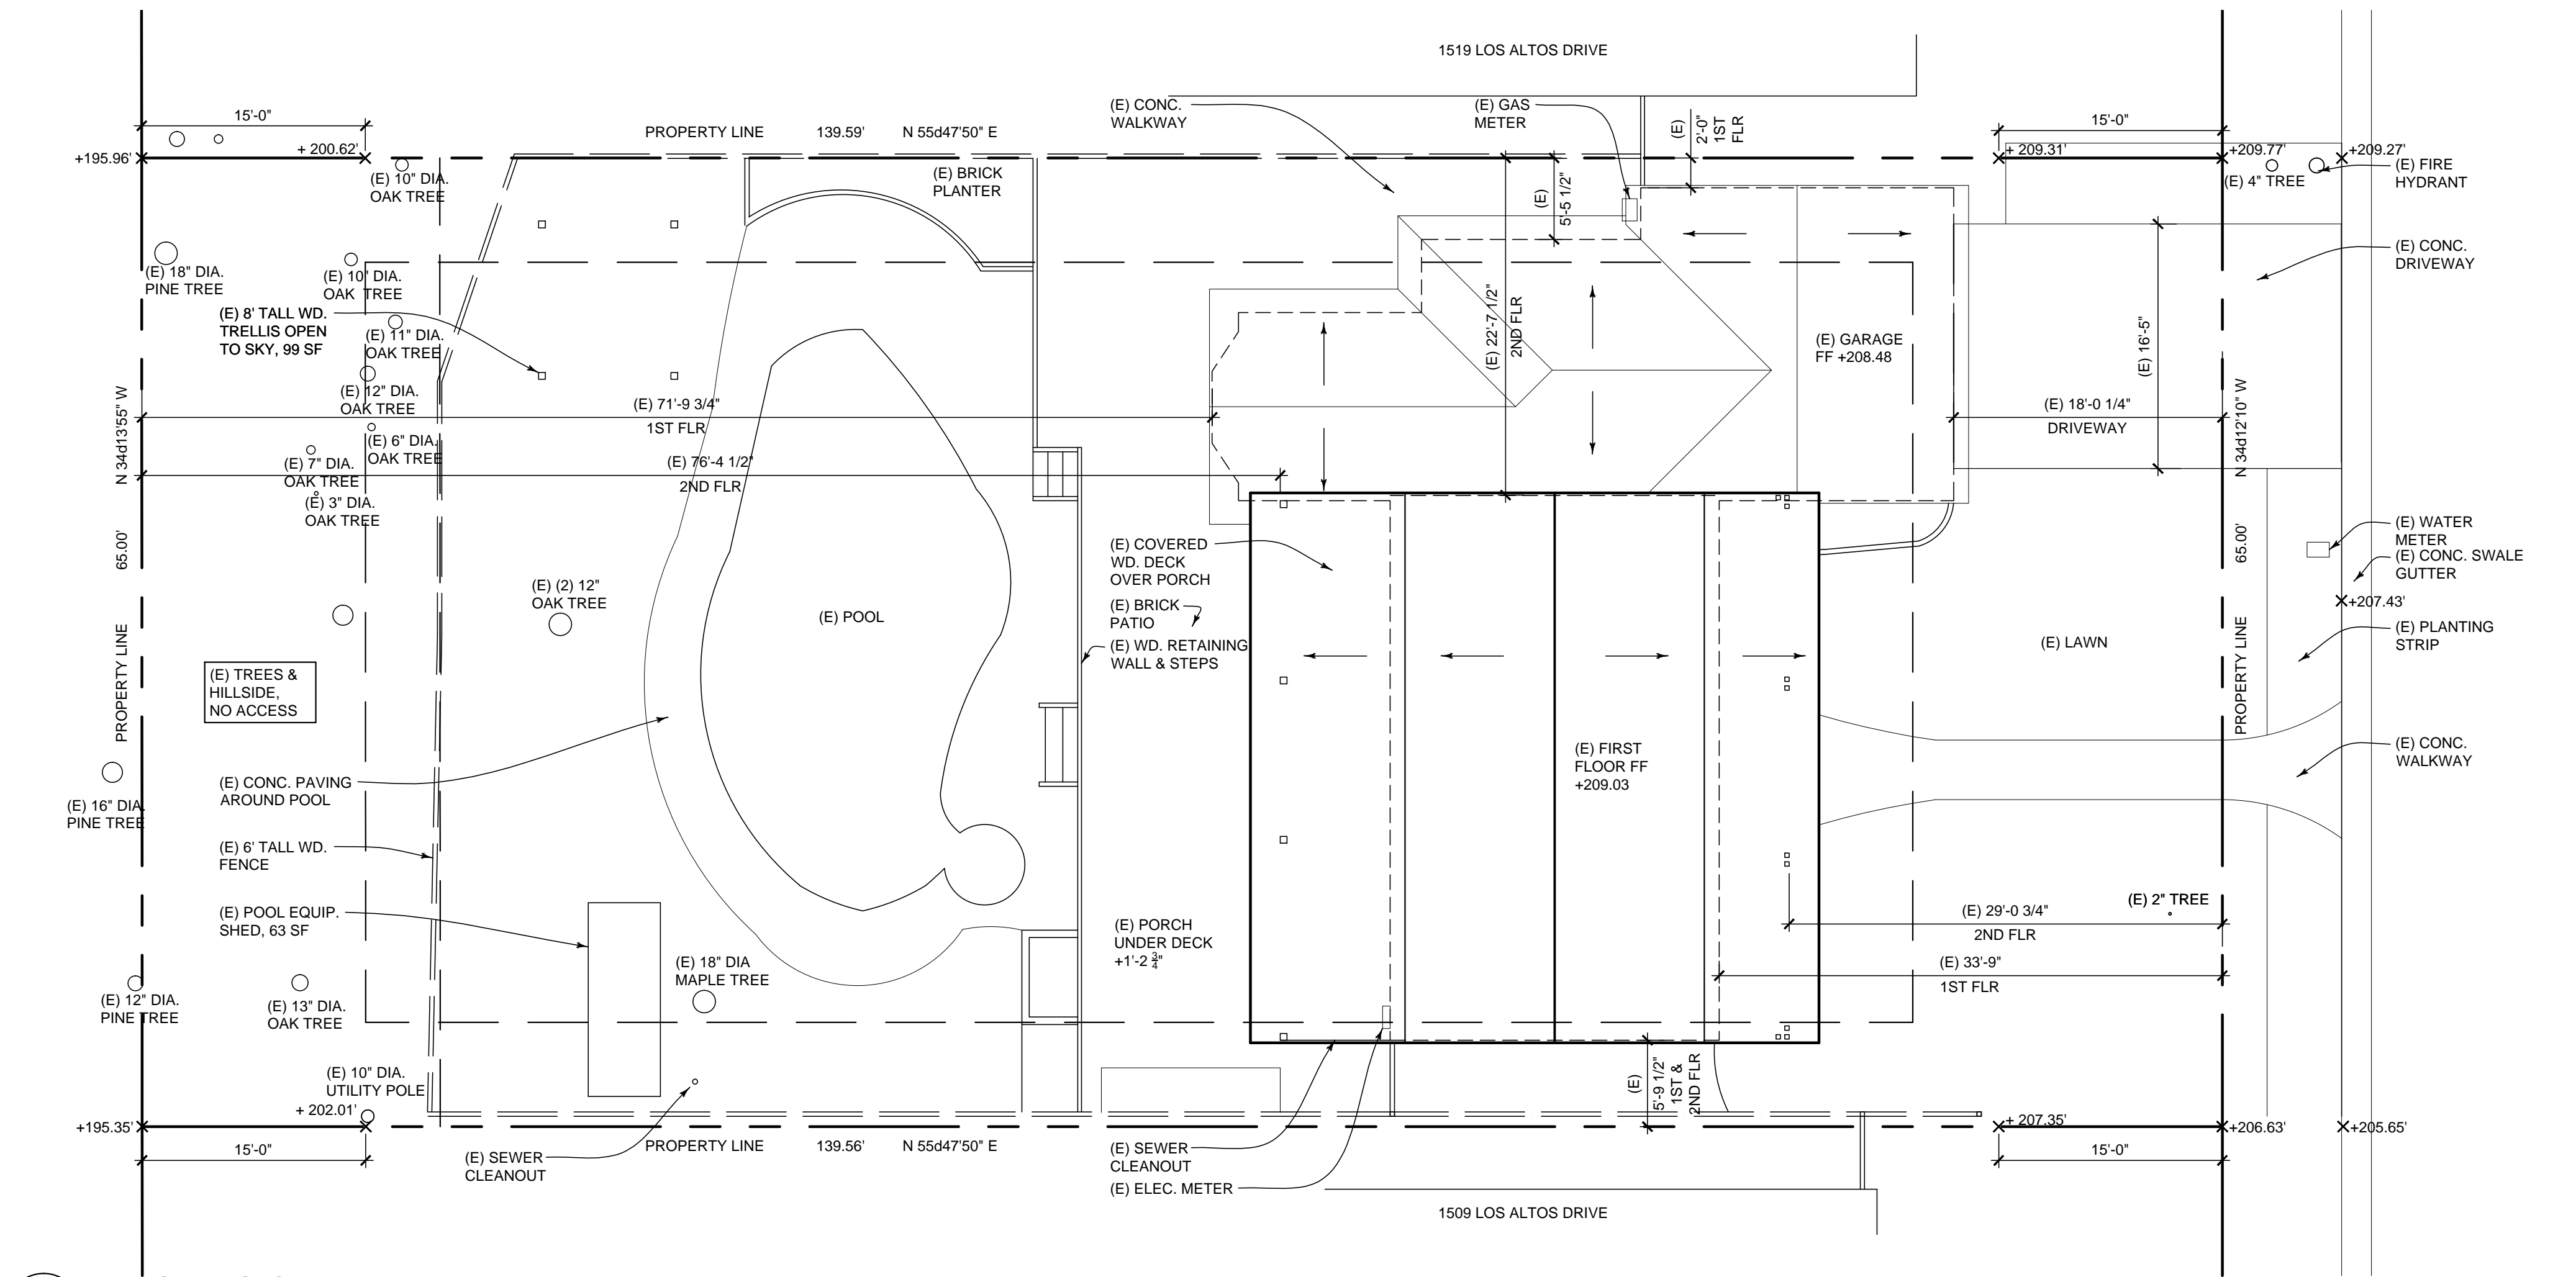 1519 LOS ALTOS DRIVE
(E) CONC.
WALKWAY
(E) GAS
METER
(E)
2'-0"
1ST
FLR
15'-0"
15'-0"
PROPERTY LINE 139.59' N 55d47'50" E
+195.96'
+ 200.62'
+ 209.31'
+209.77'
+209.27'
(E) FIRE
HYDRANT
(E) 4" TREE
(E) 10" DIA.
OAK TREE
(E) BRICK
PLANTER
(E)
5'-5 1/2"
(E) 18" DIA.
PINE TREE
(E) 10" DIA.
OAK TREE
(E) CONC.
DRIVEWAY
(E) 8' TALL WD.
TRELLIS OPEN
TO SKY, 99 SF
(E) 11" DIA.
OAK TREE
(E) 22'-7 1/2"
2ND FLR
(E) GARAGE
FF +208.48
(E) 16'-5"
(E) 12" DIA.
OAK TREE
(E) 71'-9 3/4"
1ST FLR
(E) 18'-0 1/4"
DRIVEWAY
N 34d13'55" W
N 34d12'10" W
(E) 6" DIA.
OAK TREE
(E) 7" DIA.
OAK TREE
(E) 76'-4 1/2"
2ND FLR
(E) 3" DIA.
OAK TREE
65.00'
65.00'
(E) WATER
METER
(E) CONC. SWALE
GUTTER
+207.43'
(E) COVERED
WD. DECK
OVER PORCH
(E) BRICK
PATIO
(E) WD. RETAINING
WALL & STEPS
(E) (2) 12"
OAK TREE
(E) POOL
(E) LAWN
(E) PLANTING
STRIP
PROPERTY LINE
PROPERTY LINE
(E) TREES &
HILLSIDE,
NO ACCESS
(E) FIRST
FLOOR FF
+209.03
(E) CONC.
WALKWAY
(E) CONC. PAVING
AROUND POOL
(E) 16" DIA.
PINE TREE
(E) 6' TALL WD.
FENCE
(E) POOL EQUIP.
SHED, 63 SF
(E) PORCH
UNDER DECK
+1'-2 3/4"
(E) 2" TREE
(E) 29'-0 3/4"
2ND FLR
(E) 33'-9"
1ST FLR
(E) 18" DIA
MAPLE TREE
(E) 12" DIA.
PINE TREE
(E) 13" DIA.
OAK TREE
(E) 10" DIA.
UTILITY POLE
(E)
5'-9 1/2"
1ST &
2ND FLR
+ 202.01'
+195.35'
+ 207.35'
+206.63'
+205.65'
15'-0"
PROPERTY LINE 139.56' N 55d47'50" E
15'-0"
(E) SEWER
CLEANOUT
(E) SEWER
CLEANOUT
(E) ELEC. METER
1509 LOS ALTOS DRIVE